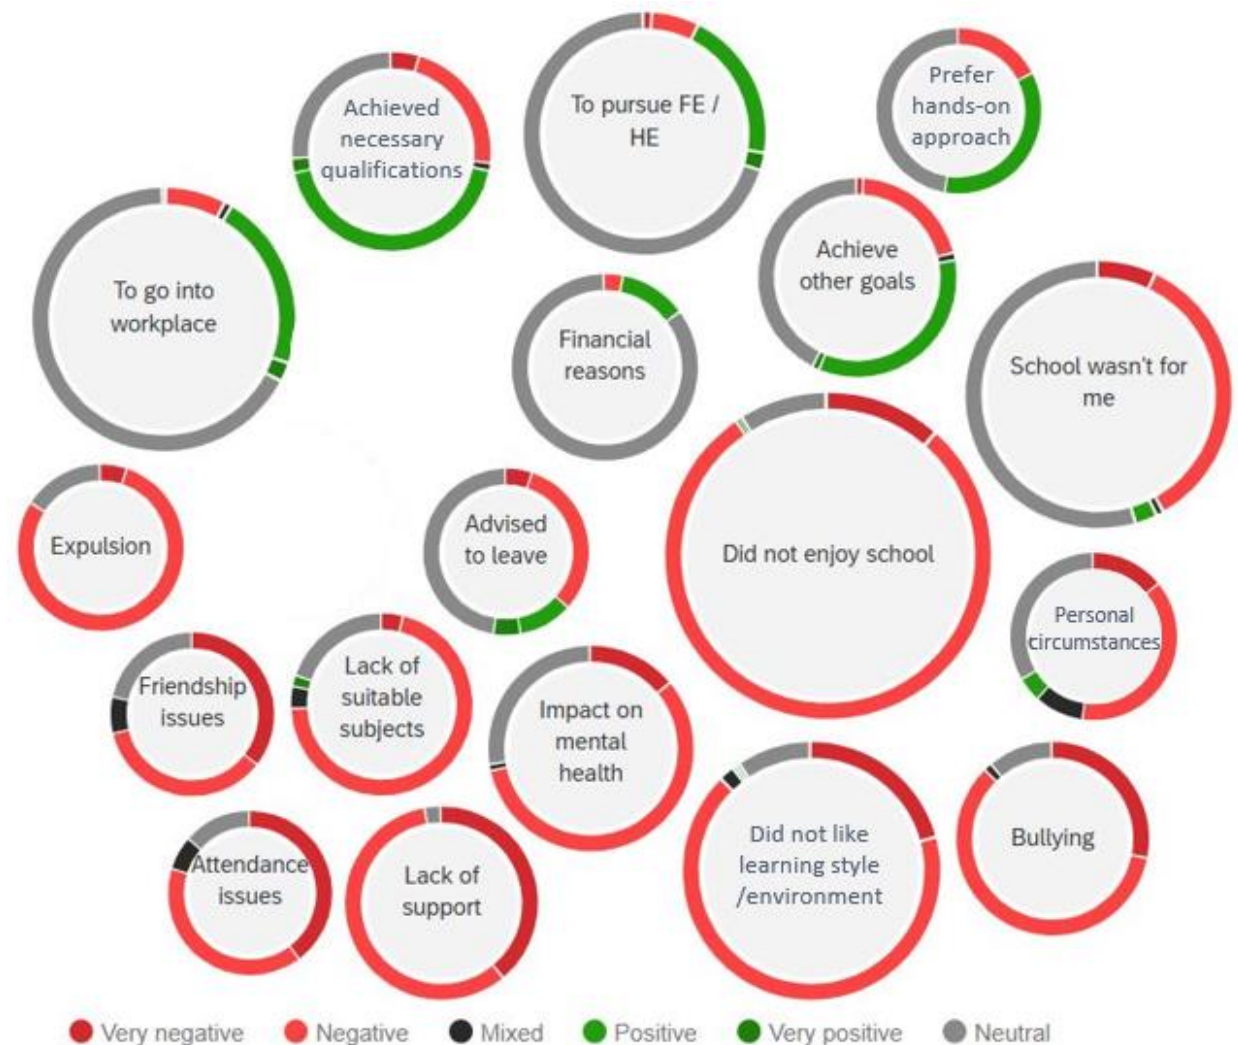 Achieved
necessary
qualifications
To pursue FE /
HE
Prefer
hands-on
approach
To go into
workplace
Financial
reasons
Achieve
other goals
School wasn't for
me
Expulsion
Advised
to leave
Did not enjoy school
Personal
circumstances
Friendship
issues
Lack of
suitable
subjects
Impact on
mental
health
Attendance
issues
Lack of
support
Did not like
learning style
/environment
Bullying
Very negative
Negative
Mixed
Positive
Very positive
Neutral